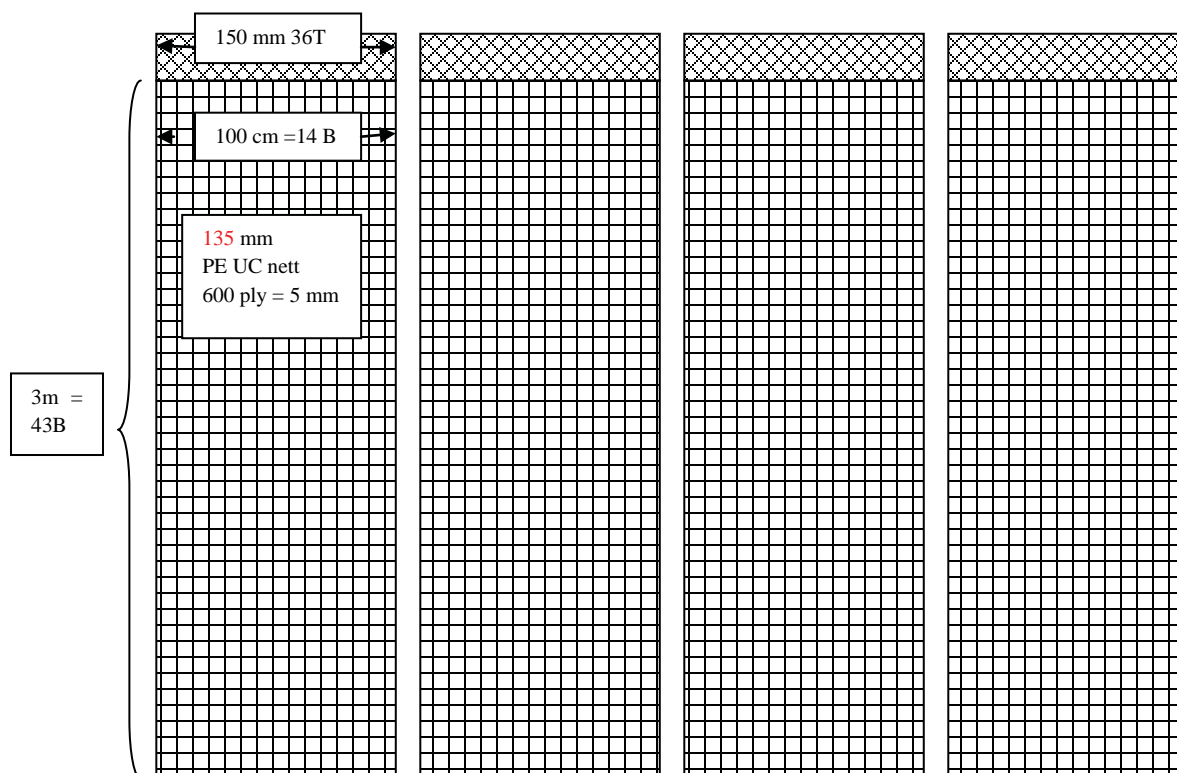 150 mm 36T
100 cm =14 B
135 mm
PE UC nett
600 ply = 5 mm
3m =
43B